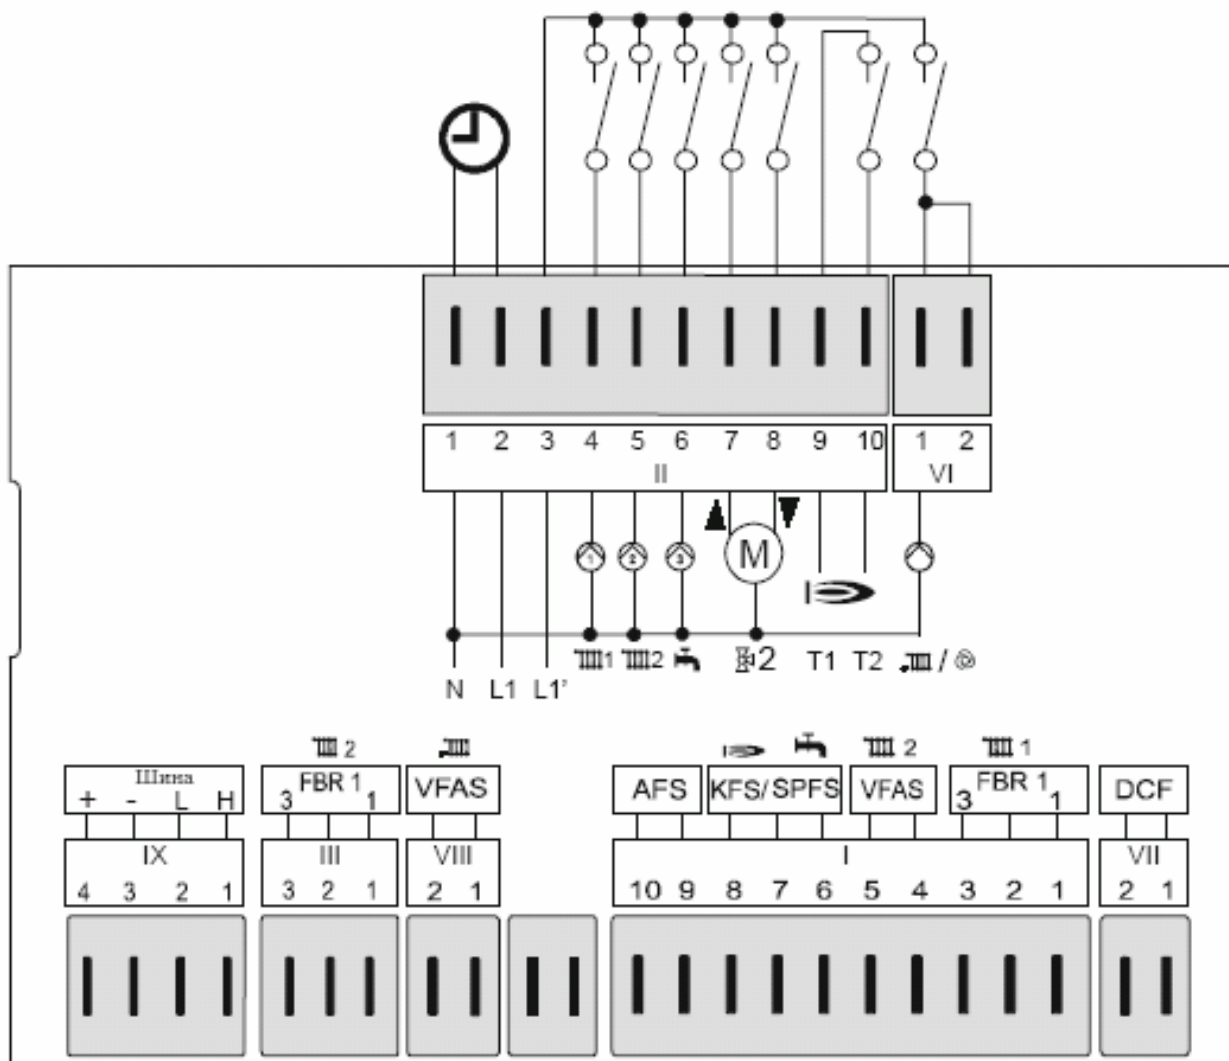 1 2 3 4 5 6 7 8 9 10 1 2
II VI
1 2 3 M
1 2 2 T1 T2 /
N L1 L1’
2 2 1
Шина FBR 1 VFAS AFS KFS/SPFS VFAS FBR 1 DCF
+ - L H 3 1 3 1
IX III VIII I VII
4 3 2 1 3 2 1 2 1 10 9 8 7 6 5 4 3 2 1 2 1